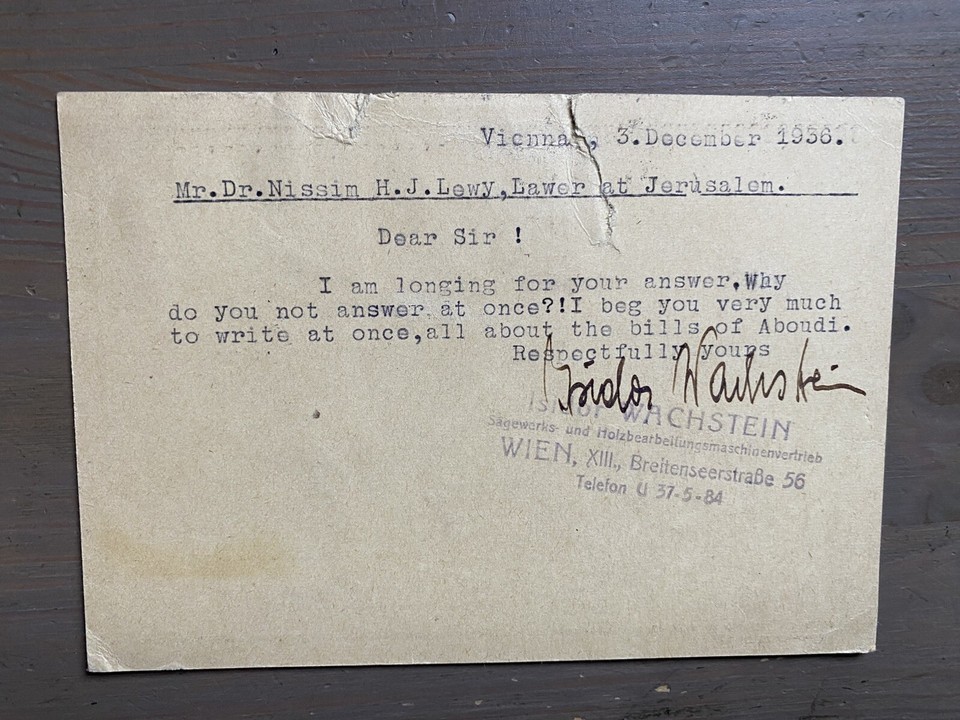 Vienna, 3.December 1936.
Mr.Dr.Nissim H.J.Lewy,Lawer at Jerusalem.
Dear Sir !
I am longing for your answer.Why
do you not answer at once?!I beg you very much
to write at once,all about the bills of Aboudi.
Respectfully yours
Isidor Wachstein
Isidor WACHSTEIN
Sägewerks- und Holzbearbeitungsmaschinenvertrieb
WIEN, XIII., Breitenseerstraße 56
Telefon U 37-5-84